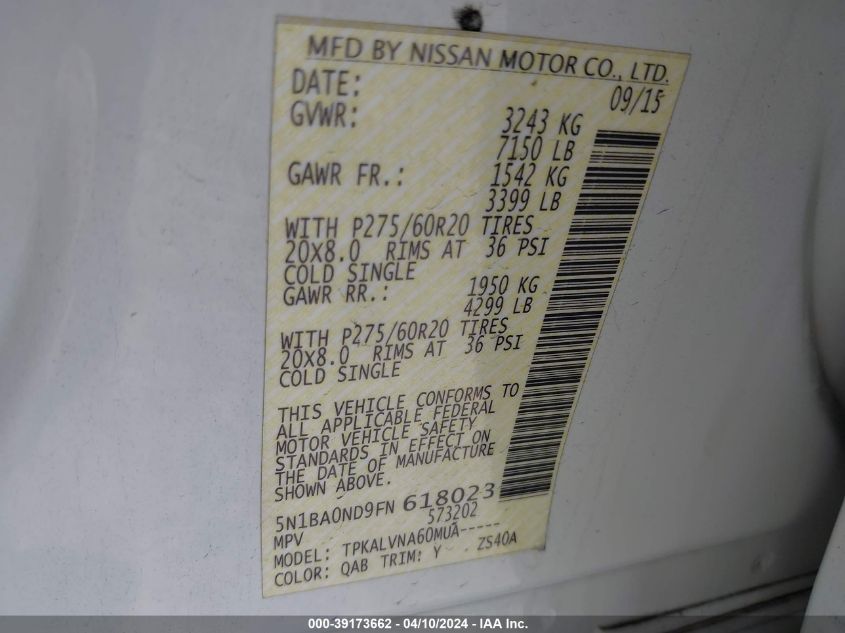 MFD BY NISSAN MOTOR CO., LTD.
DATE: 09/15
GVWR: 3243 KG
7150 LB
GAWR FR.: 1542 KG
3399 LB
WITH P275/60R20 TIRES
20X8.0 RIMS AT 36 PSI
COLD SINGLE
GAWR RR.: 1950 KG
4299 LB
WITH P275/60R20 TIRES
20X8.0 RIMS AT 36 PSI
COLD SINGLE
THIS VEHICLE CONFORMS TO
ALL APPLICABLE FEDERAL
MOTOR VEHICLE SAFETY
STANDARDS IN EFFECT ON
THE DATE OF MANUFACTURE
SHOWN ABOVE.
5N1BA0ND9FN 618023
MPV 573202
MODEL: TPKALVNA60MUA-----
COLOR: QAB TRIM: Y ZS40A
000-39173662 - 04/10/2024 - IAA Inc.